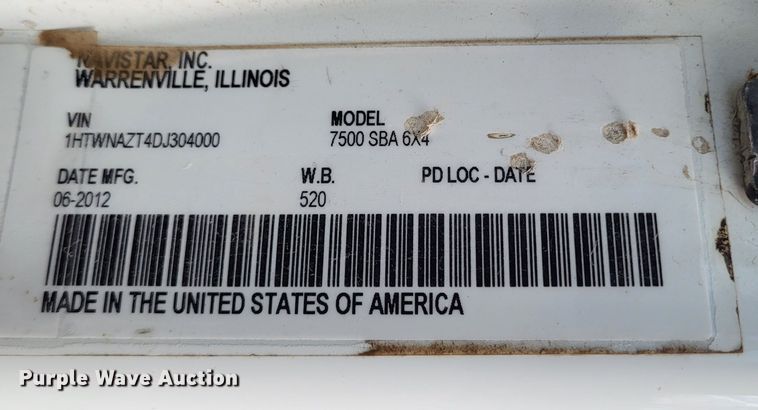 NAVISTAR, INC.
WARRENVILLE, ILLINOIS
VIN MODEL
1HTWNAZT4DJ304000 7500 SBA 6X4
DATE MFG. W.B. PD LOC - DATE
06-2012 520
MADE IN THE UNITED STATES OF AMERICA
Purple Wave Auction